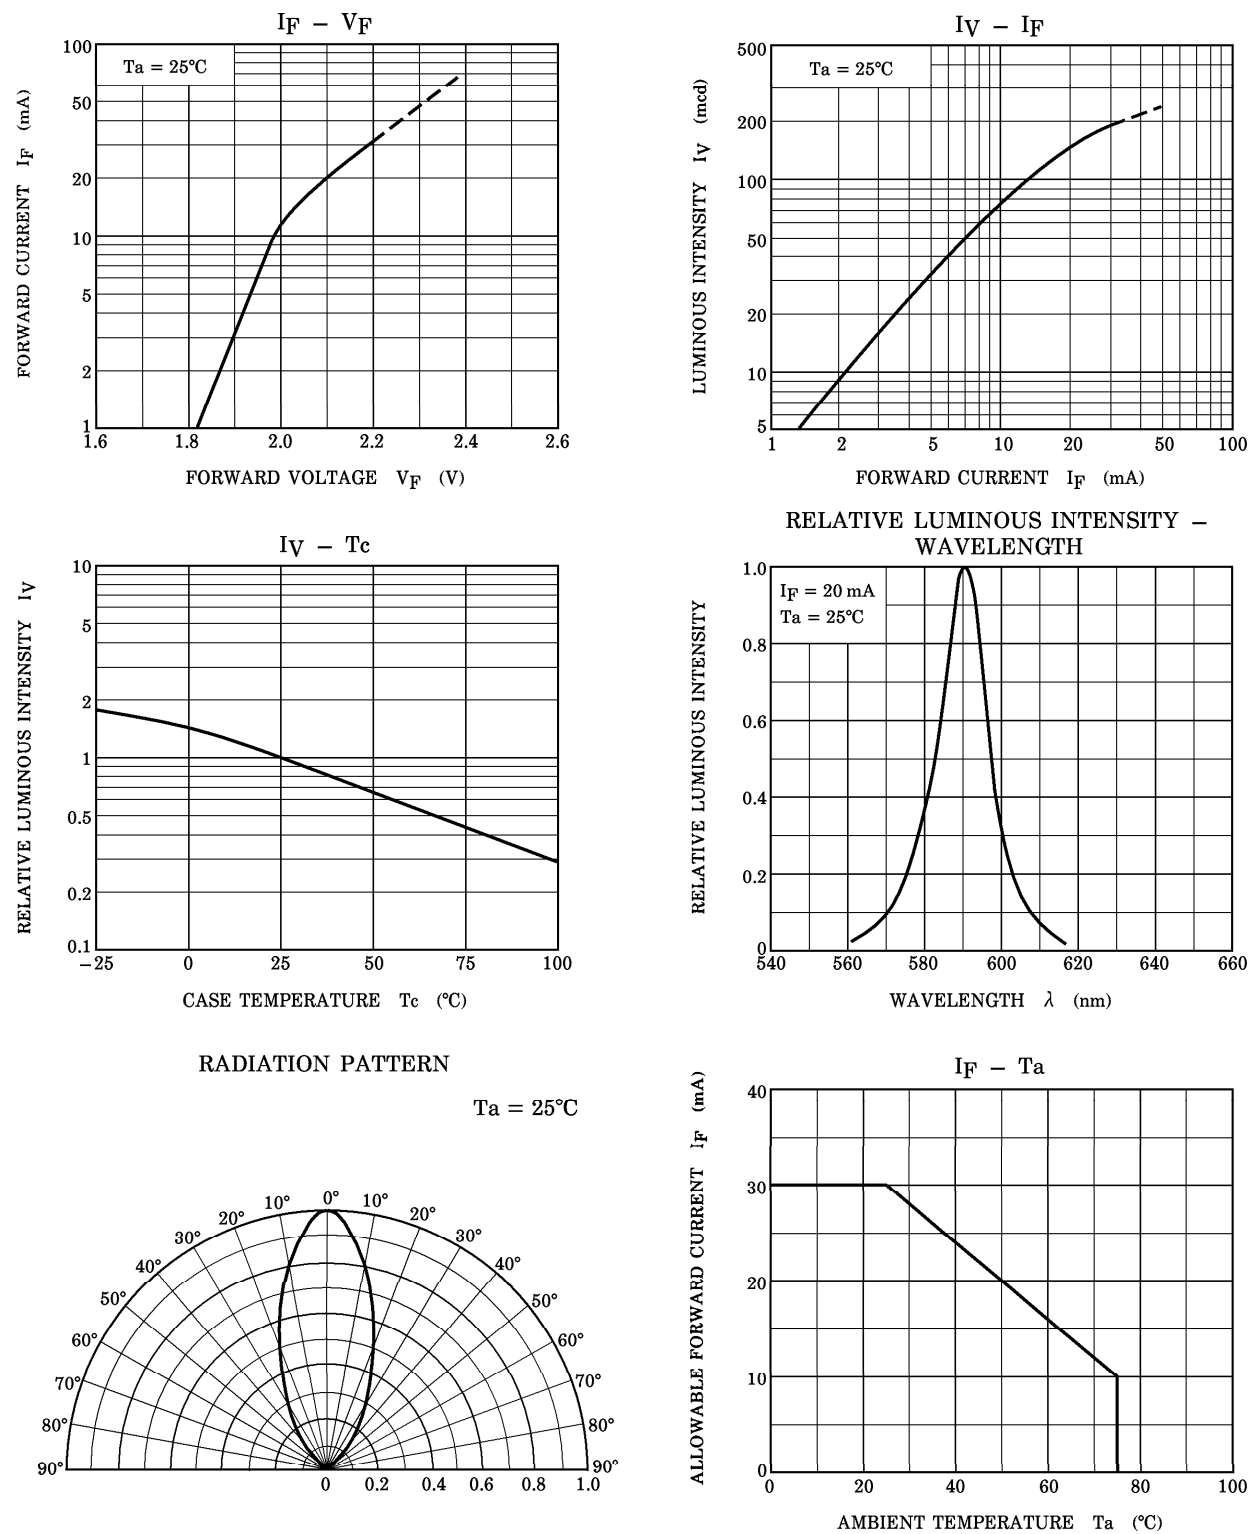 IF – VF
Ta = 25°C
FORWARD CURRENT IF (mA)
100
50
20
10
5
2
1
1.6 1.8 2.0 2.2 2.4 2.6
FORWARD VOLTAGE VF (V)
IV – IF
Ta = 25°C
LUMINOUS INTENSITY IV (mcd)
500
200
100
50
20
10
5
1 2 5 10 20 50 100
FORWARD CURRENT IF (mA)
IV – Tc
RELATIVE LUMINOUS INTENSITY IV
10
5
2
1
0.5
0.2
0.1
−25 0 25 50 75 100
CASE TEMPERATURE Tc (°C)
RELATIVE LUMINOUS INTENSITY –
WAVELENGTH
IF = 20 mA
Ta = 25°C
RELATIVE LUMINOUS INTENSITY
1.0
0.8
0.6
0.4
0.2
0
540 560 580 600 620 640 660
WAVELENGTH λ (nm)
RADIATION PATTERN
Ta = 25°C
0°
10° 10°
20° 20°
30° 30°
40° 40°
50° 50°
60° 60°
70° 70°
80° 80°
90° 90°
0 0.2 0.4 0.6 0.8 1.0
IF – Ta
ALLOWABLE FORWARD CURRENT IF (mA)
40
30
20
10
0
0 20 40 60 80 100
AMBIENT TEMPERATURE Ta (°C)